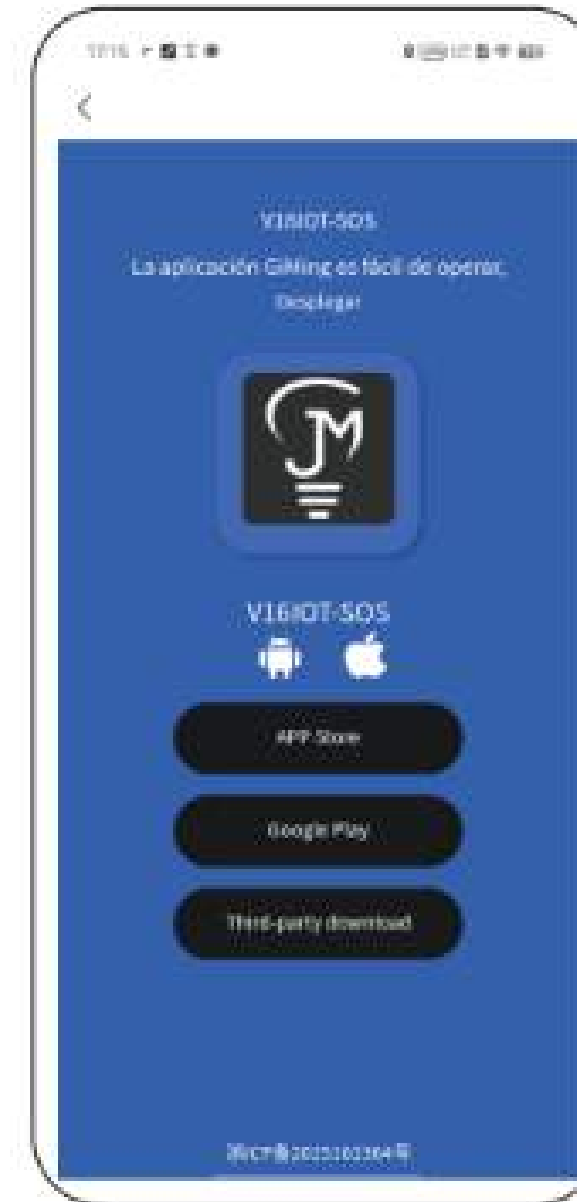 V16IOT-SOS
La aplicación GiMing es fácil de operar.
Desplegar
JM
V16IOT-SOS
APP Store
Google Play
Third-party download